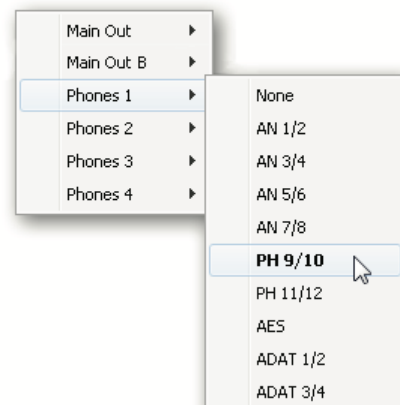 Main Out
Main Out B
Phones 1
Phones 2
Phones 3
Phones 4
None
AN 1/2
AN 3/4
AN 5/6
AN 7/8
PH 9/10
PH 11/12
AES
ADAT 1/2
ADAT 3/4